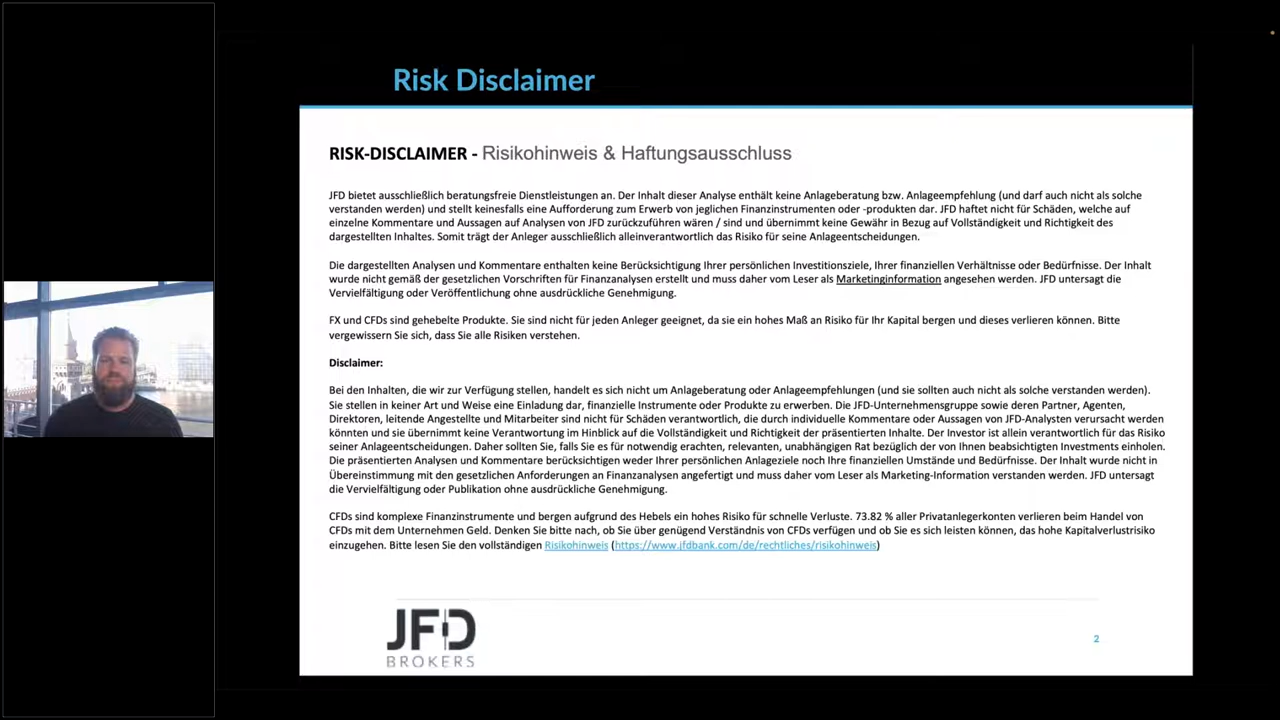 Risk Disclaimer
RISK-DISCLAIMER - Risikohinweis & Haftungsausschluss
JFD bietet ausschließlich beratungsfreie Dienstleistungen an. Der Inhalt dieser Analyse enthält keine Anlageberatung bzw. Anlageempfehlung (und darf auch nicht als solche
verstanden werden) und stellt keinesfalls eine Aufforderung zum Erwerb von jeglichen Finanzinstrumenten oder -produkten dar. JFD haftet nicht für Schäden, welche auf
einzelne Kommentare und Aussagen auf Analysen von JFD zurückzuführen wären / sind und übernimmt keine Gewähr in Bezug auf Vollständigkeit und Richtigkeit des
dargestellten Inhaltes. Somit trägt der Anleger ausschließlich alleinverantwortlich das Risiko für seine Anlageentscheidungen.
Die dargestellten Analysen und Kommentare enthalten keine Berücksichtigung Ihrer persönlichen Investitionsziele, Ihrer finanziellen Verhältnisse oder Bedürfnisse. Der Inhalt
wurde nicht gemäß der gesetzlichen Vorschriften für Finanzanalysen erstellt und muss daher vom Leser als Marketinginformation angesehen werden. JFD untersagt die
Vervielfältigung oder Veröffentlichung ohne ausdrückliche Genehmigung.
FX und CFDs sind gehebelte Produkte. Sie sind nicht für jeden Anleger geeignet, da sie ein hohes Maß an Risiko für Ihr Kapital bergen und dieses verlieren können. Bitte
vergewissern Sie sich, dass Sie alle Risiken verstehen.
Disclaimer:
Bei den Inhalten, die wir zur Verfügung stellen, handelt es sich nicht um Anlageberatung oder Anlageempfehlungen (und sie sollten auch nicht als solche verstanden werden).
Sie stellen in keiner Art und Weise eine Einladung dar, finanzielle Instrumente oder Produkte zu erwerben. Die JFD-Unternehmensgruppe sowie deren Partner, Agenten,
Direktoren, leitende Angestellte und Mitarbeiter sind nicht für Schäden verantwortlich, die durch individuelle Kommentare oder Aussagen von JFD-Analysten verursacht werden
könnten und sie übernimmt keine Verantwortung im Hinblick auf die Vollständigkeit und Richtigkeit der präsentierten Inhalte. Der Investor ist allein verantwortlich für das Risiko
seiner Anlageentscheidungen. Daher sollten Sie, falls Sie es für notwendig erachten, relevanten, unabhängigen Rat bezüglich der von Ihnen beabsichtigten Investments einholen.
Die präsentierten Analysen und Kommentare berücksichtigen weder Ihrer persönlichen Anlageziele noch Ihre finanziellen Umstände und Bedürfnisse. Der Inhalt wurde nicht in
Übereinstimmung mit den gesetzlichen Anforderungen an Finanzanalysen angefertigt und muss daher vom Leser als Marketing-Information verstanden werden. JFD untersagt
die Vervielfältigung oder Publikation ohne ausdrückliche Genehmigung.
CFDs sind komplexe Finanzinstrumente und bergen aufgrund des Hebels ein hohes Risiko für schnelle Verluste. 73.82 % aller Privatanlegerkonten verlieren beim Handel von
CFDs mit dem Unternehmen Geld. Denken Sie bitte nach, ob Sie über genügend Verständnis von CFDs verfügen und ob Sie es sich leisten können, das hohe Kapitalverlustrisiko
einzugehen. Bitte lesen Sie den vollständigen Risikohinweis (https://www.jfdbank.com/de/rechtliches/risikohinweis)
JFD
BROKERS
2